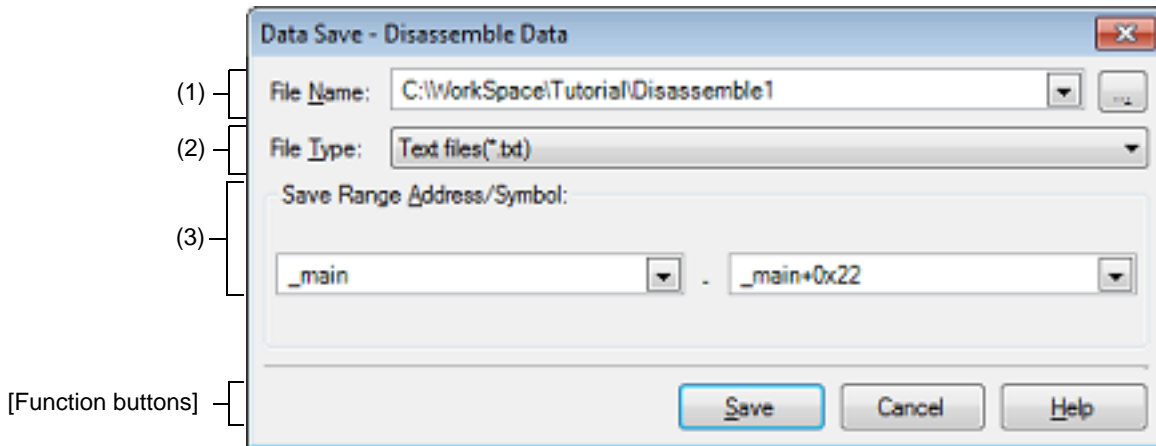 Data Save - Disassemble Data
(1) File Name: C:\WorkSpace\Tutorial\Disassemble1 ...
(2) File Type: Text files(*.txt)
(3) Save Range Address/Symbol:
_main - _main+0x22
[Function buttons] Save Cancel Help